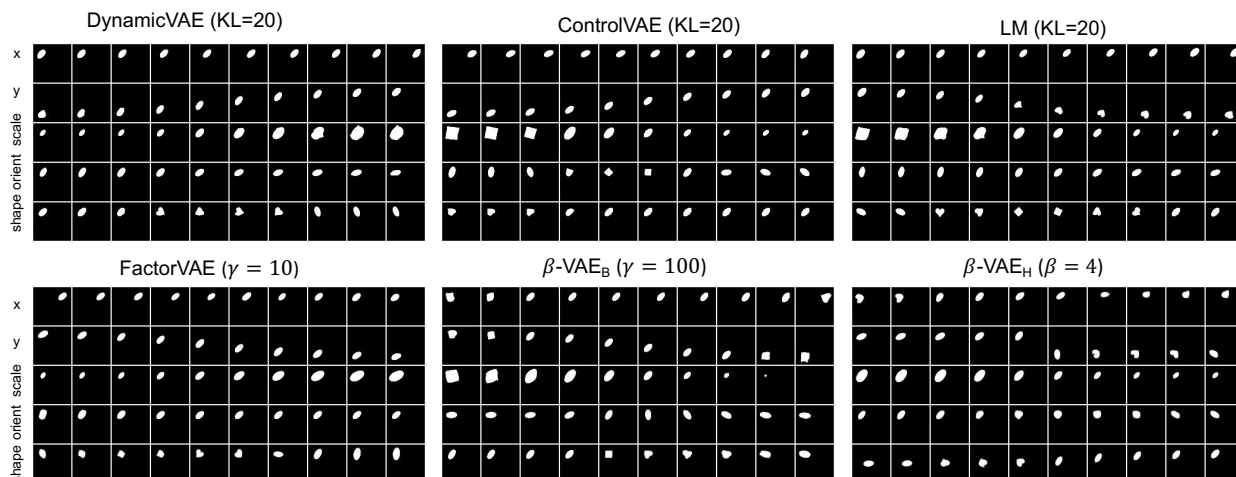 DynamicVAE (KL=20)
ControlVAE (KL=20)
LM (KL=20)
x
y
scale
orient
shape
FactorVAE (γ = 10)
β-VAE_B (γ = 100)
β-VAE_H (β = 4)
x
y
scale
orient
shape